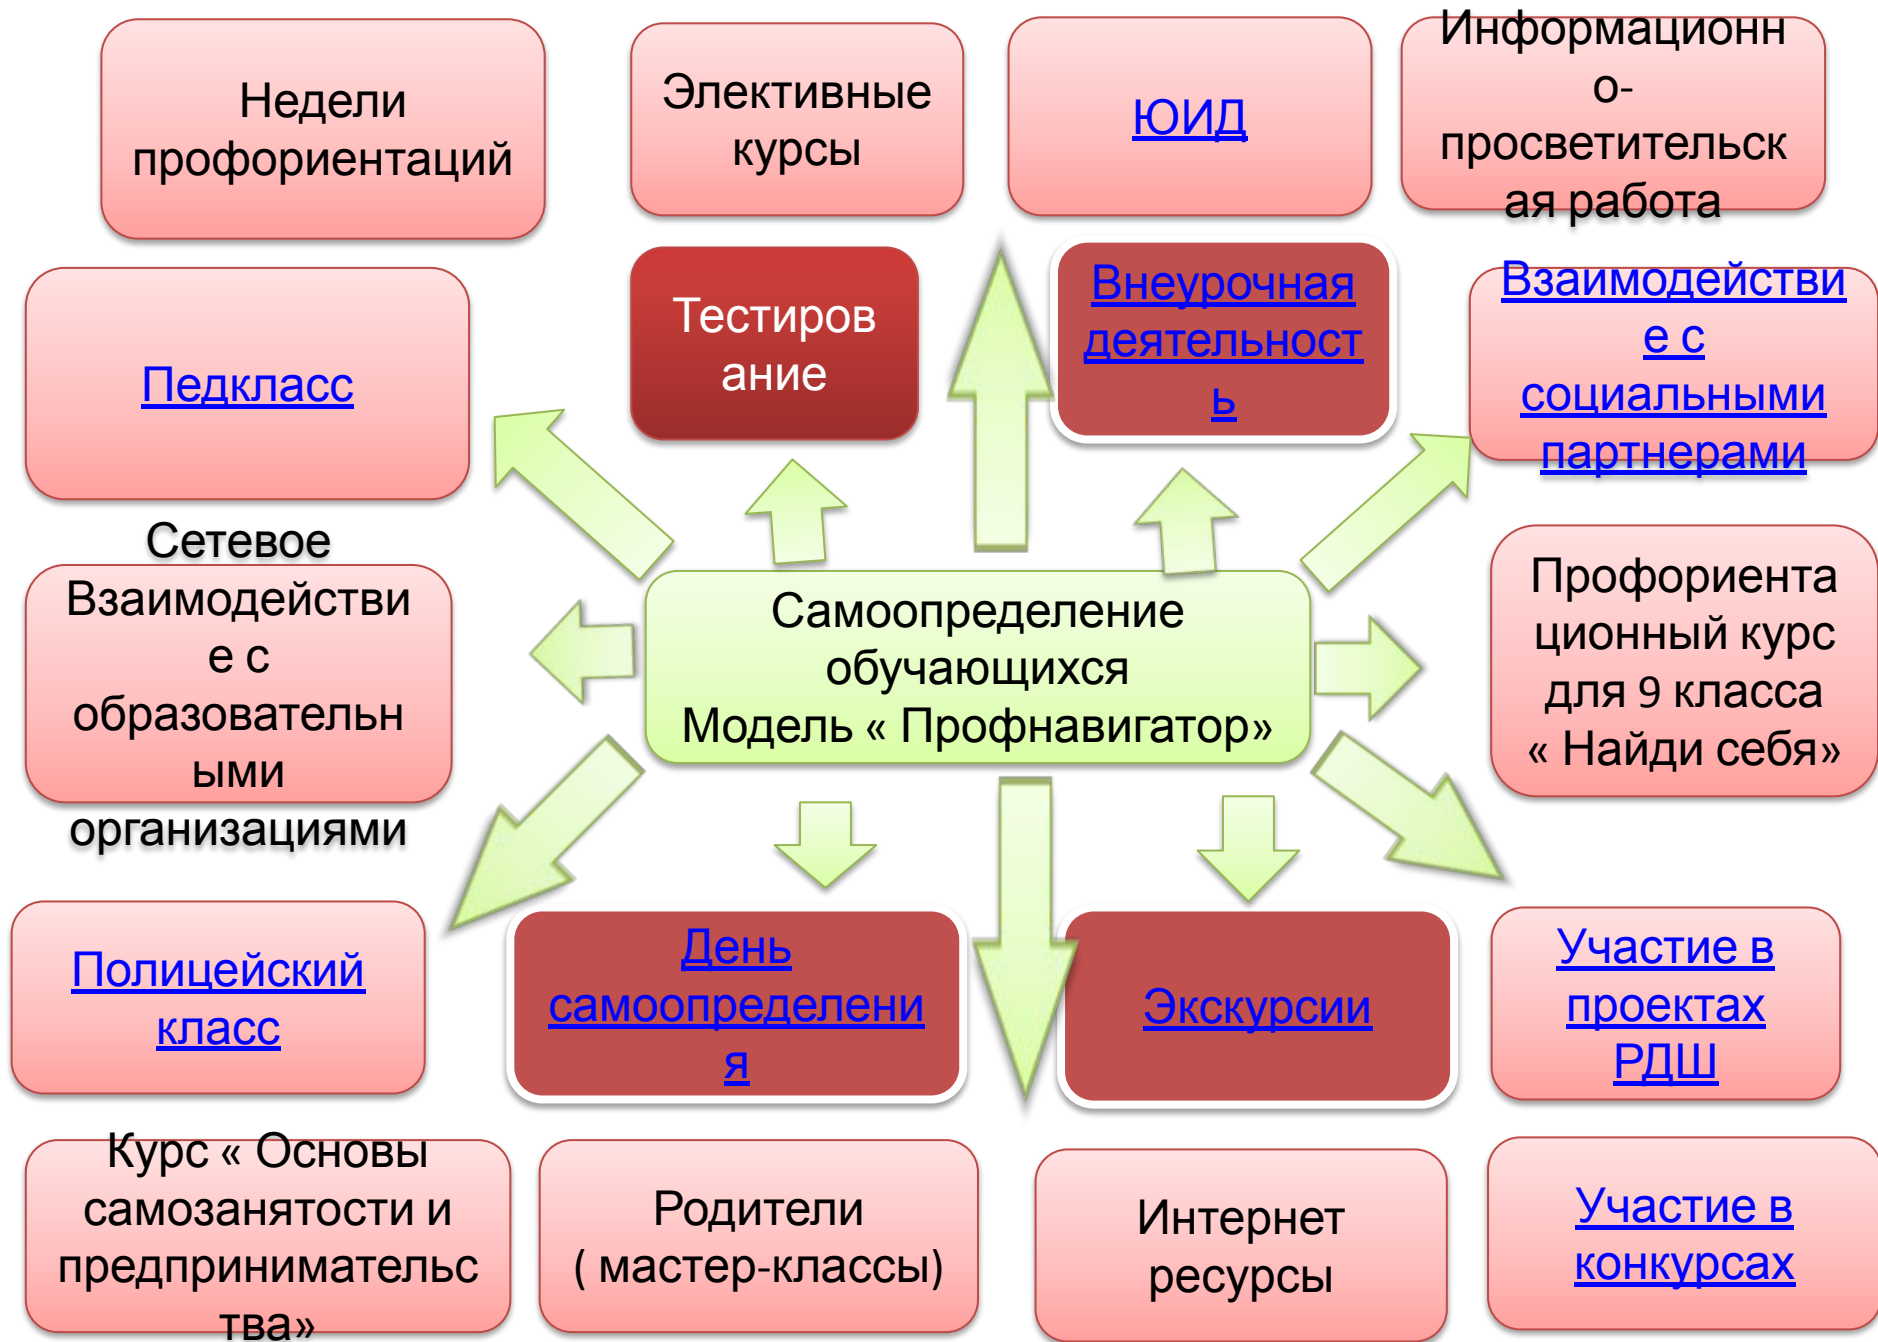 Недели
профориентаций
Элективные
курсы
ЮИД
Информационн
о-
просветительск
ая работа
Педкласс
Тестиров
ание
Внеурочная
деятельност
ь
Взаимодействи
е с
социальными
партнерами
Сетевое
Взаимодействи
е с
образовательн
ыми
организациями
Самоопределение
обучающихся
Модель « Профнавигатор»
Профориента
ционный курс
для 9 класса
« Найди себя»
Полицейский
класс
День
самоопределени
я
Экскурсии
Участие в
проектах
РДШ
Курс « Основы
самозанятости и
предпринимательс
тва»
Родители
( мастер-классы)
Интернет
ресурсы
Участие в
конкурсах